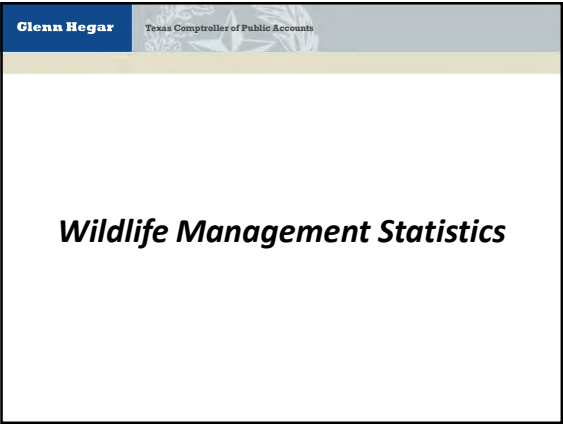 Glenn Hegar
Texas Comptroller of Public Accounts
Wildlife Management Statistics